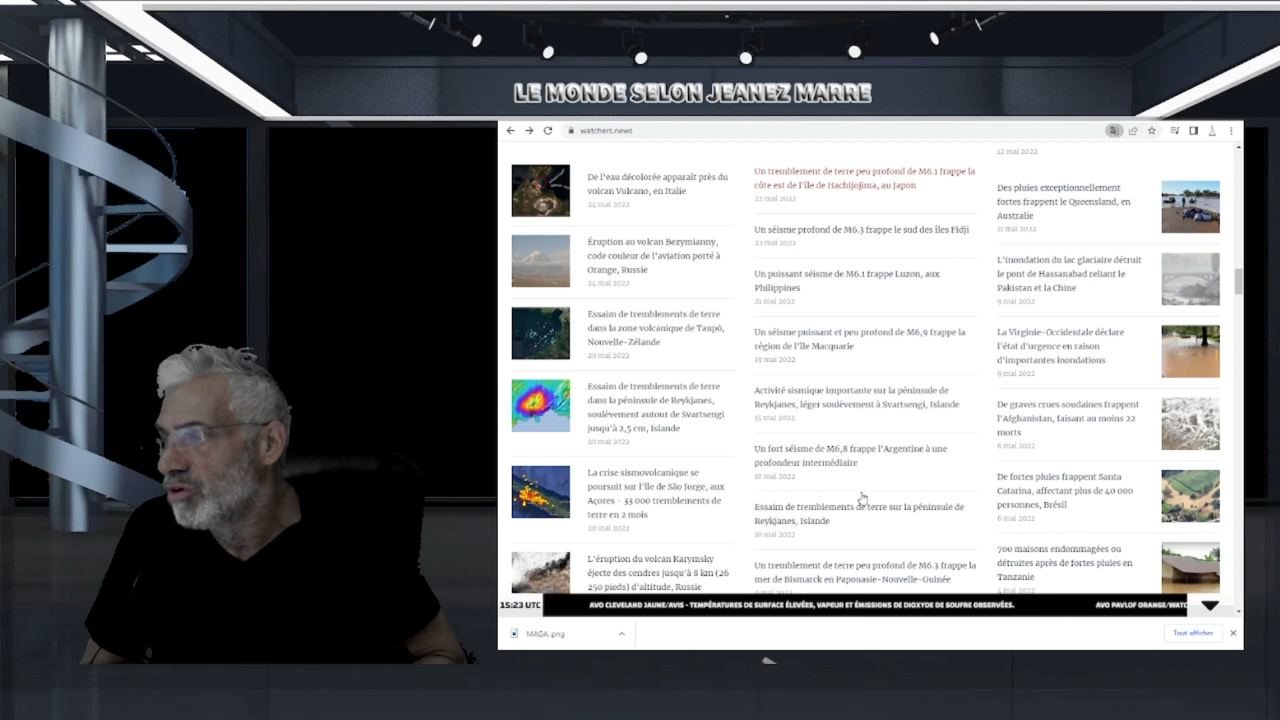 LE MONDE SELON JEANEZ MARRE
watchers.news
De l'eau décolorée apparaît près du
volcan Vulcano, en Italie
24 mai 2022
Éruption au volcan Bezymianny,
code couleur de l'aviation porté à
Orange, Russie
24 mai 2022
Essaim de tremblements de terre
dans la zone volcanique de Taupō,
Nouvelle-Zélande
20 mai 2022
Essaim de tremblements de terre
dans la péninsule de Reykjanes,
soulèvement autour de Svartsengi
jusqu'à 2,5 cm, Islande
20 mai 2022
La crise sismovolcanique se
poursuit sur l'île de São Jorge, aux
Açores - 33 000 tremblements de
terre en 2 mois
20 mai 2022
L'éruption du volcan Karymsky
éjecte des cendres jusqu'à 8 km (26
250 pieds) d'altitude, Russie
Un tremblement de terre peu profond de M6.1 frappe la
côte est de l'île de Hachijojima, au Japon
22 mai 2022
Un séisme profond de M6.3 frappe le sud des îles Fidji
22 mai 2022
Un puissant séisme de M6.1 frappe Luzon, aux
Philippines
21 mai 2022
Un séisme puissant et peu profond de M6,9 frappe la
région de l'île Macquarie
19 mai 2022
Activité sismique importante sur la péninsule de
Reykjanes, léger soulèvement à Svartsengi, Islande
15 mai 2022
Un fort séisme de M6,8 frappe l'Argentine à une
profondeur intermédiaire
10 mai 2022
Essaim de tremblements de terre sur la péninsule de
Reykjanes, Islande
10 mai 2022
Un tremblement de terre peu profond de M6.3 frappe la
mer de Bismarck en Papouasie-Nouvelle-Guinée
12 mai 2022
Des pluies exceptionnellement
fortes frappent le Queensland, en
Australie
11 mai 2022
L'inondation du lac glaciaire détruit
le pont de Hassanabad reliant le
Pakistan et la Chine
9 mai 2022
La Virginie-Occidentale déclare
l'état d'urgence en raison
d'importantes inondations
9 mai 2022
De graves crues soudaines frappent
l'Afghanistan, faisant au moins 22
morts
6 mai 2022
De fortes pluies frappent Santa
Catarina, affectant plus de 40 000
personnes, Brésil
6 mai 2022
700 maisons endommagées ou
détruites après de fortes pluies en
Tanzanie
15:23 UTC AVO CLEVELAND JAUNE/AVIS - TEMPÉRATURES DE SURFACE ÉLEVÉES, VAPEUR ET ÉMISSIONS DE DIOXYDE DE SOUFRE OBSERVÉES. AVO PAVLOF ORANGE/WATC
MAGA.png
Tout afficher